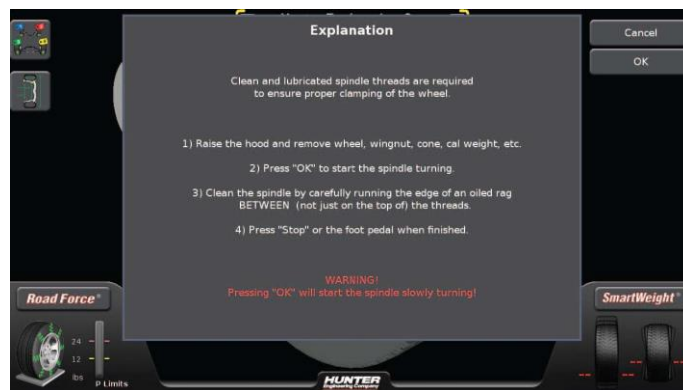 Explanation
Cancel
OK
Clean and lubricated spindle threads are required
to ensure proper clamping of the wheel.
1) Raise the hood and remove wheel, wingnut, cone, cal weight, etc.
2) Press "OK" to start the spindle turning.
3) Clean the spindle by carefully running the edge of an oiled rag
BETWEEN (not just on the top of) the threads.
4) Press "Stop" or the foot pedal when finished.
WARNING!
Pressing "OK" will start the spindle slowly turning!
Road Force®
SmartWeight®
24
12
lbs
P Limits
HUNTER
Engineering Company